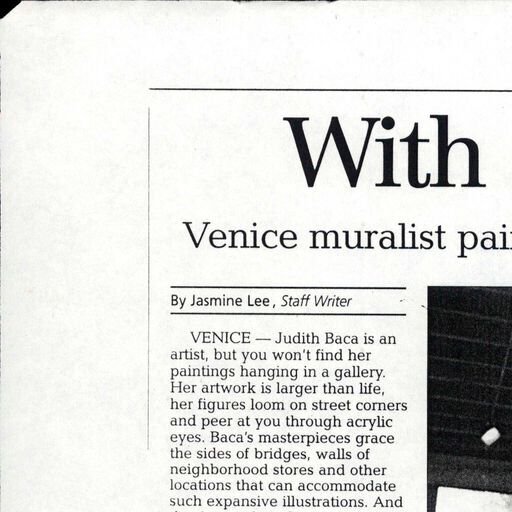 With
Venice muralist pai
By Jasmine Lee, Staff Writer
VENICE — Judith Baca is an
artist, but you won't find her
paintings hanging in a gallery.
Her artwork is larger than life,
her figures loom on street corners
and peer at you through acrylic
eyes. Baca's masterpieces grace
the sides of bridges, walls of
neighborhood stores and other
locations that can accommodate
such expansive illustrations. And